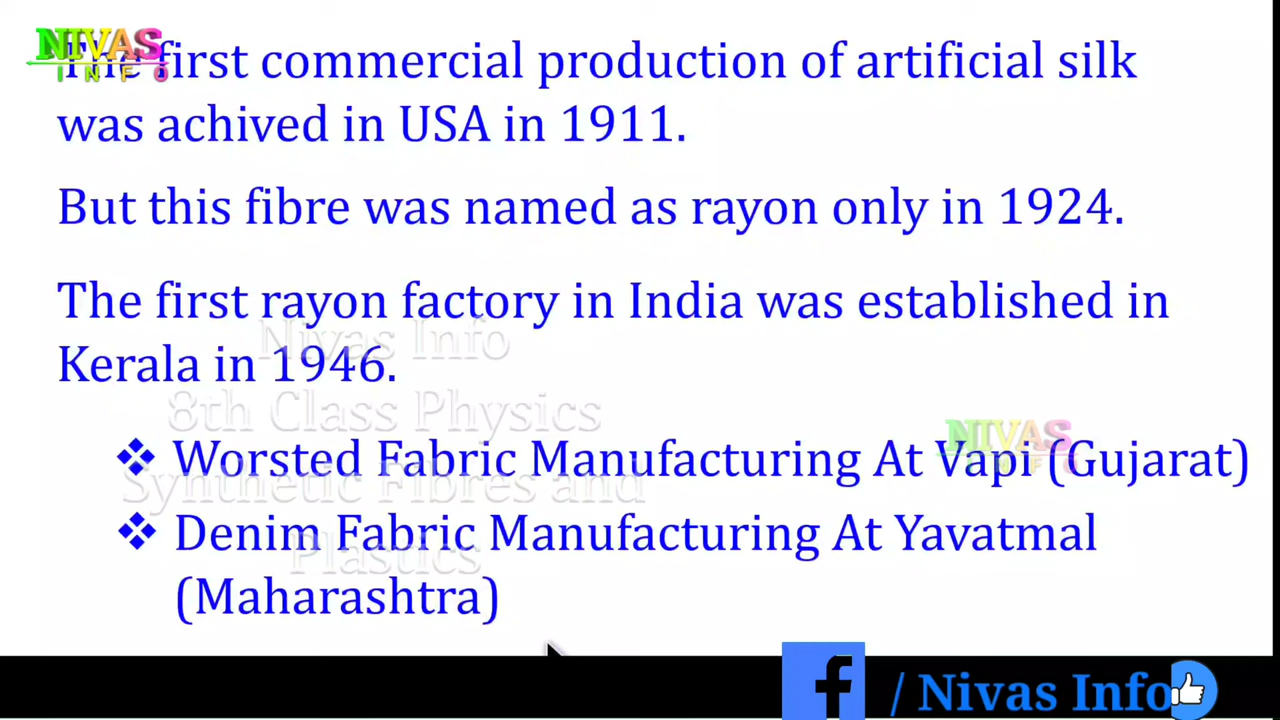 NIVAS
INFO
The first commercial production of artificial silk
was achived in USA in 1911.
But this fibre was named as rayon only in 1924.
The first rayon factory in India was established in
Kerala in 1946.
Nivas Info
8th Class Physics
Synthetic Fibres and
Plastics
❖ Worsted Fabric Manufacturing At Vapi (Gujarat)
NIVAS
INFO
❖ Denim Fabric Manufacturing At Yavatmal
(Maharashtra)
f / Nivas Info